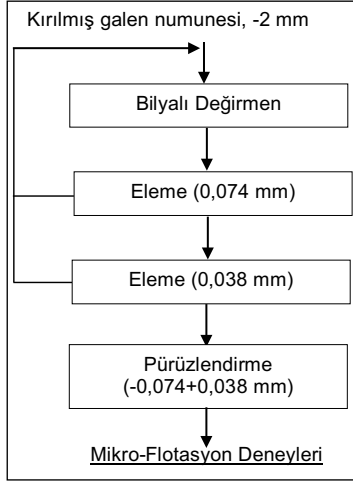 Kırılmış galen numunesi, -2 mm
Bilyalı Değirmen
Eleme (0,074 mm)
Eleme (0,038 mm)
Pürüzlendirme
(-0,074+0,038 mm)
Mikro-Flotasyon Deneyleri